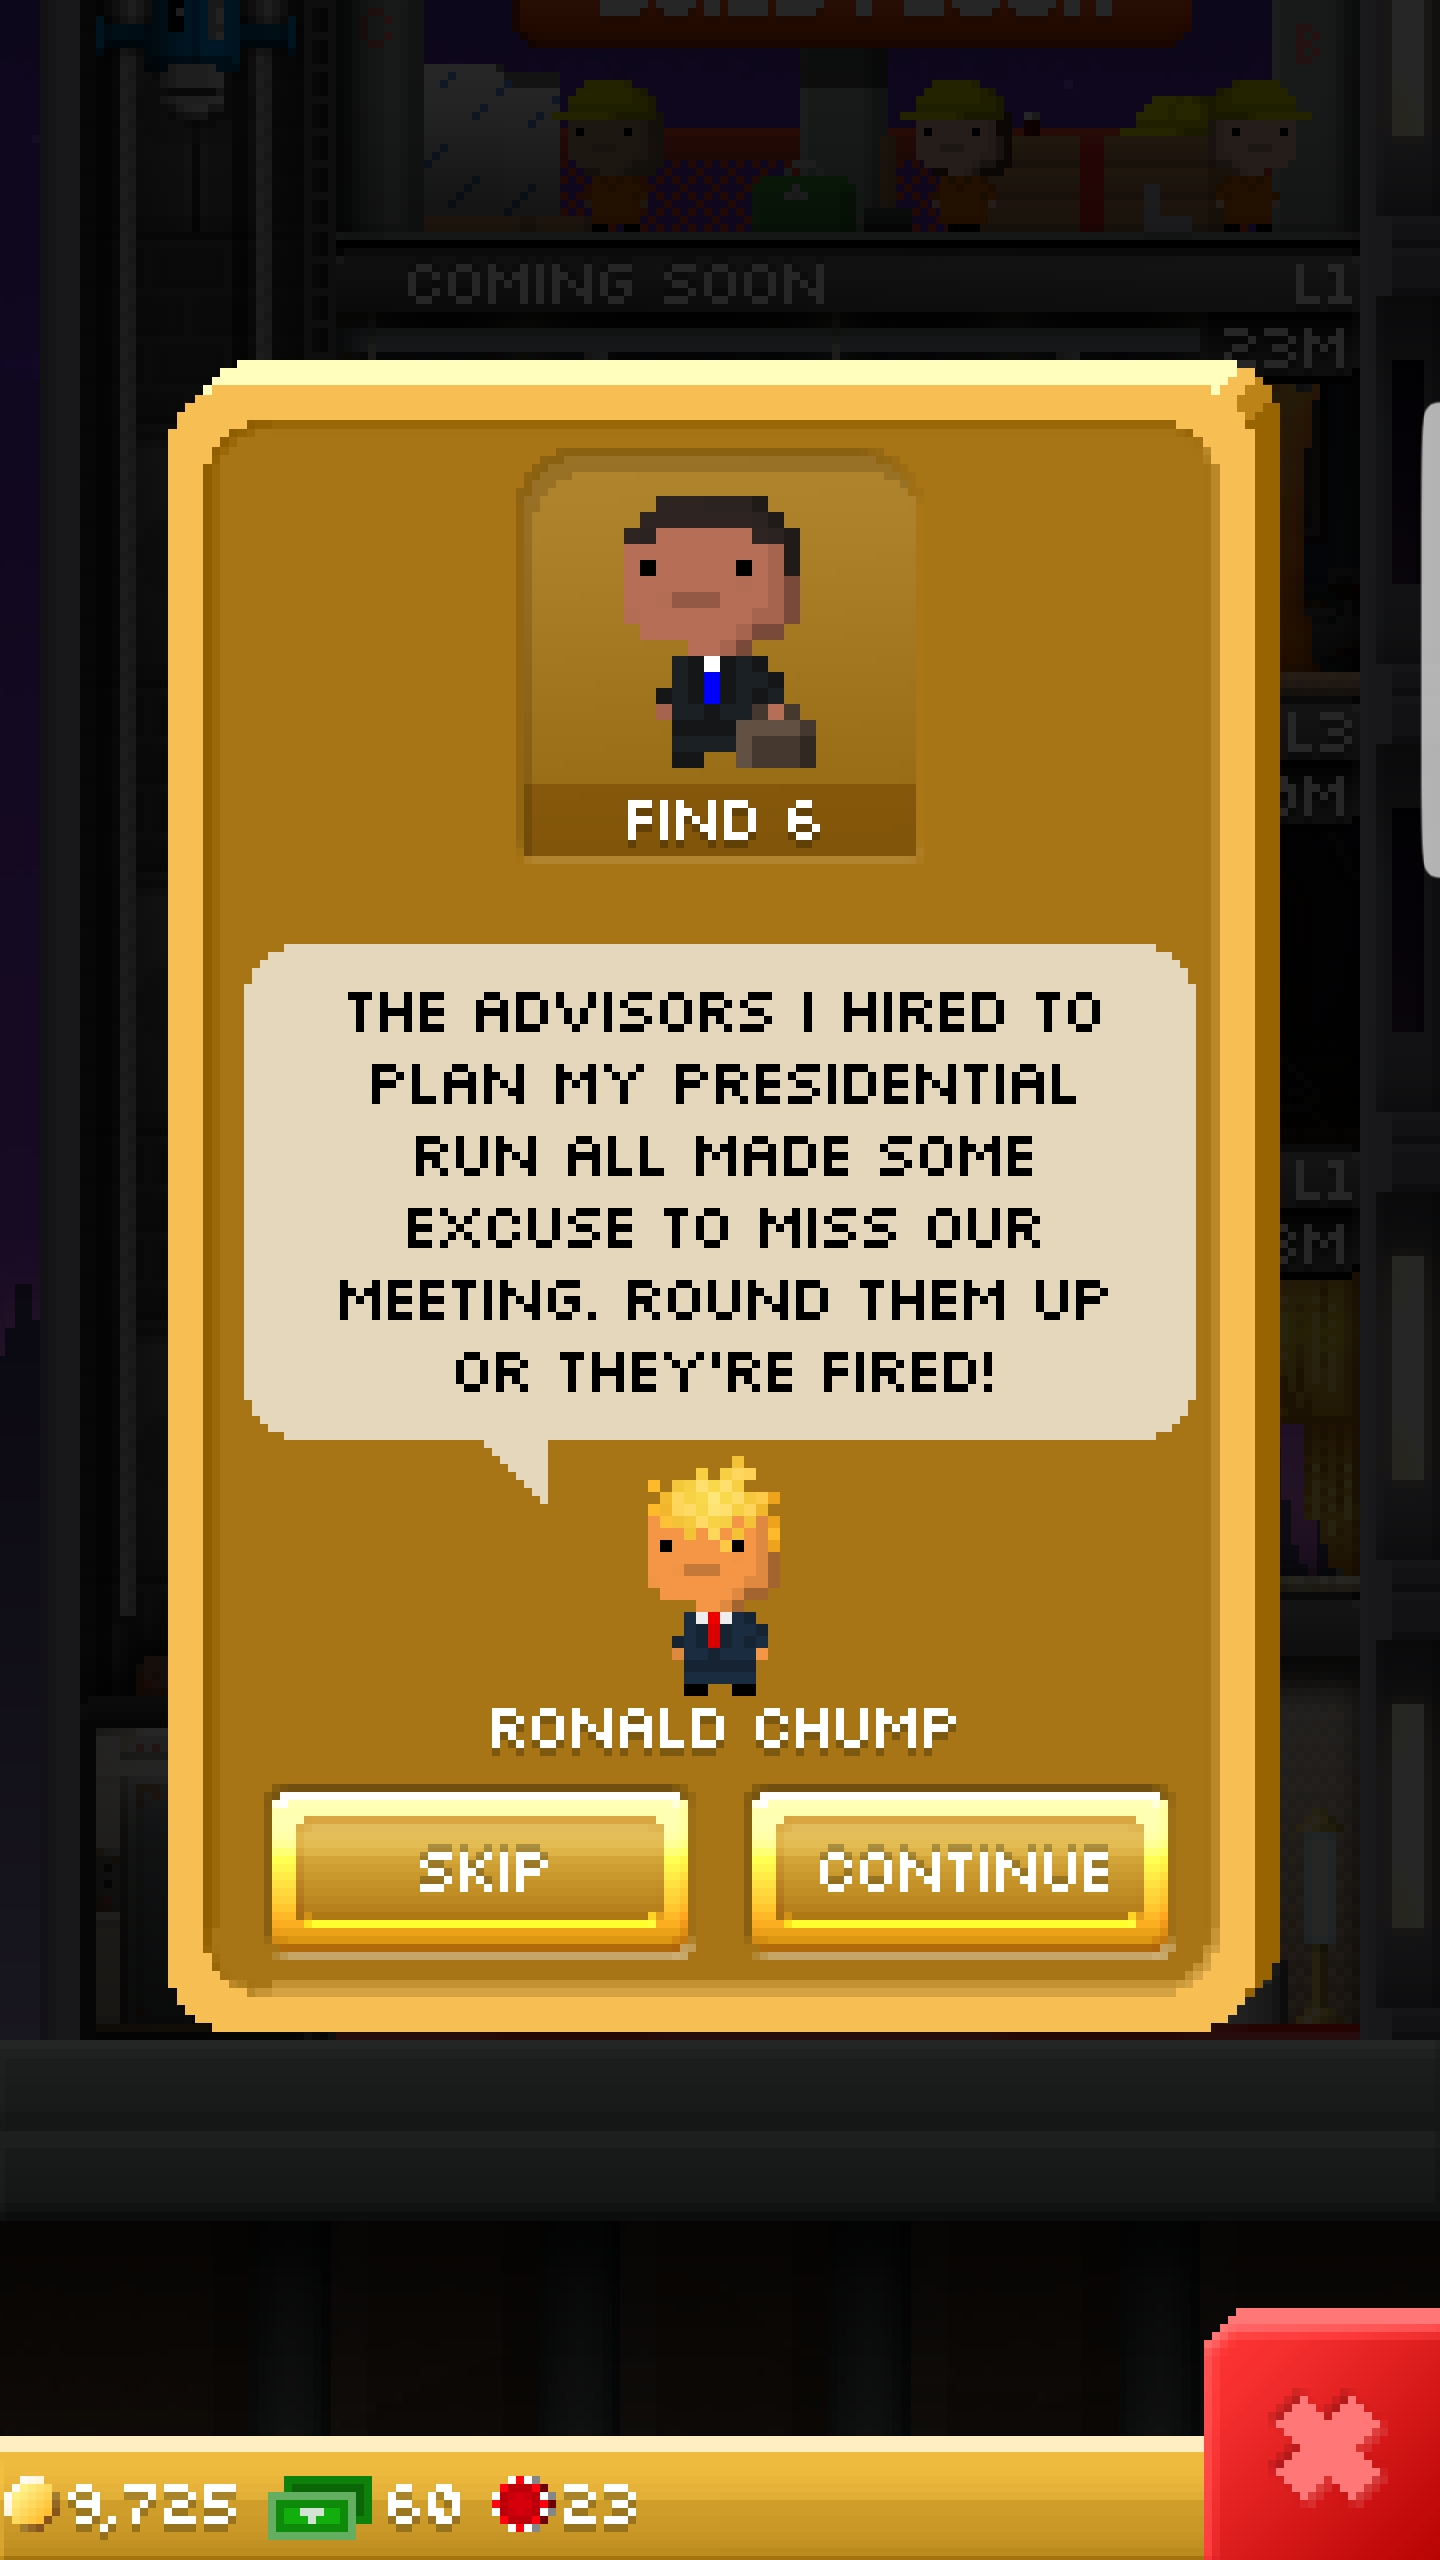 COMING SOON L1
23M
FIND 6
L3
THE ADVISORS I HIRED TO
PLAN MY PRESIDENTIAL
RUN ALL MADE SOME
EXCUSE TO MISS OUR
MEETING. ROUND THEM UP
OR THEY'RE FIRED!
L1
RONALD CHUMP
SKIP CONTINUE
9,725 60 23